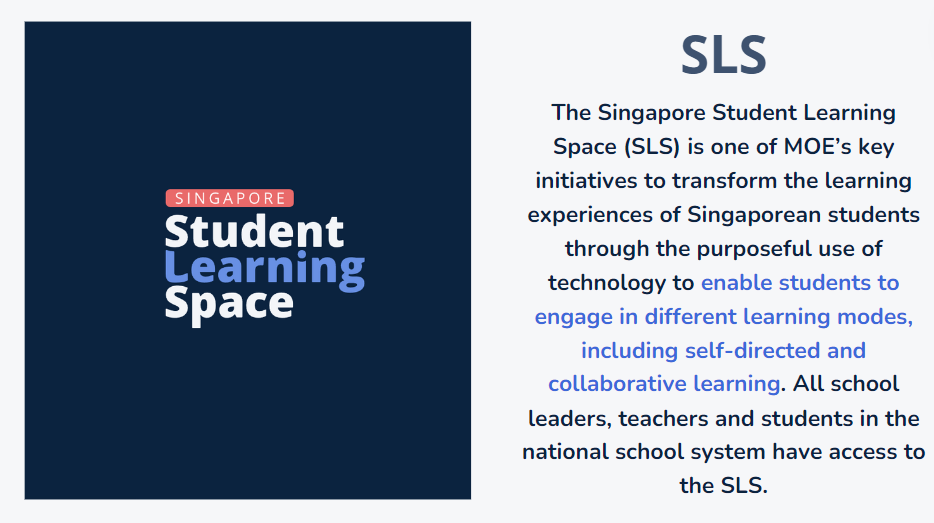 SINGAPORE
Student
Learning
Space
SLS
The Singapore Student Learning
Space (SLS) is one of MOE’s key
initiatives to transform the learning
experiences of Singaporean students
through the purposeful use of
technology to enable students to
engage in different learning modes,
including self-directed and
collaborative learning. All school
leaders, teachers and students in the
national school system have access to
the SLS.